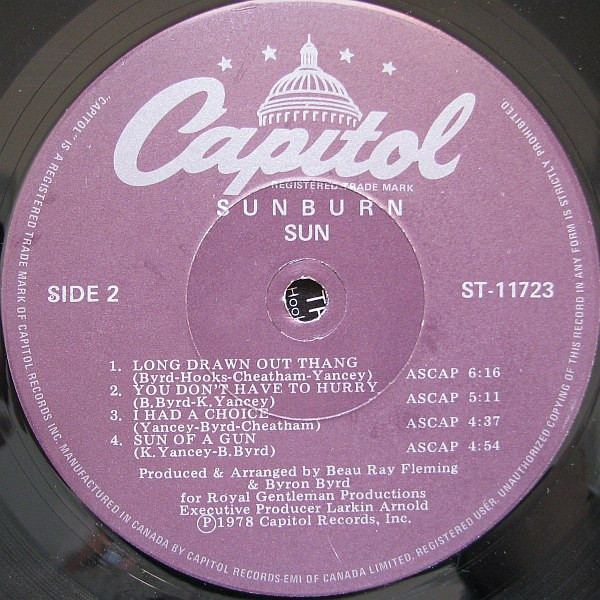 Capitol
REGISTERED TRADE MARK
SUNBURN
SUN
SIDE 2
ST-11723
1. LONG DRAWN OUT THANG
(Byrd-Hooks-Cheatham-Yancey) ASCAP 6:16
2. YOU DON'T HAVE TO HURRY
(B.Byrd-K.Yancey) ASCAP 5:11
3. I HAD A CHOICE
(Yancey-Byrd-Cheatham) ASCAP 4:37
4. SUN OF A GUN
(K.Yancey-B.Byrd) ASCAP 4:54
Produced & Arranged by Beau Ray Fleming
& Byron Byrd
for Royal Gentleman Productions
Executive Producer Larkin Arnold
Ⓟ1978 Capitol Records, Inc.
"CAPITOL" IS A REGISTERED TRADE MARK OF CAPITOL RECORDS INC. MANUFACTURED IN CANADA BY CAPITOL RECORDS-EMI OF CANADA LIMITED. REGISTERED USER. UNAUTHORIZED COPYING OF THIS RECORD IN ANY FORM IS STRICTLY PROHIBITED.